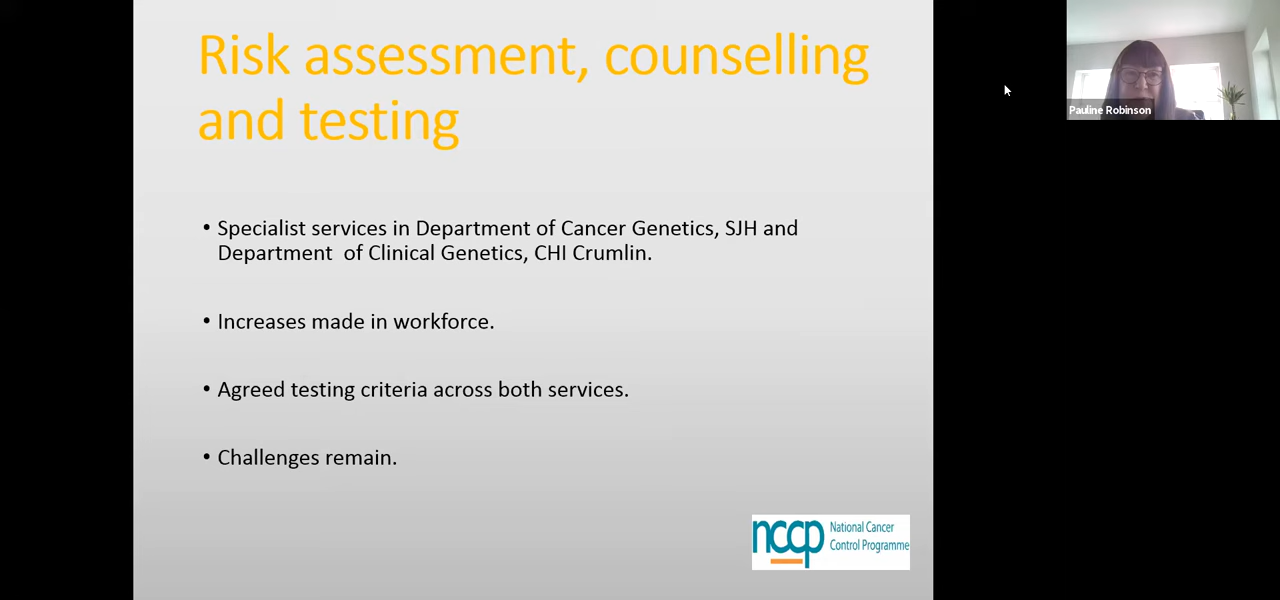 Risk assessment, counselling
and testing
• Specialist services in Department of Cancer Genetics, SJH and
Department  of Clinical Genetics, CHI Crumlin.
• Increases made in workforce.
• Agreed testing criteria across both services.
• Challenges remain.
nccp National Cancer
Control Programme
Pauline Robinson